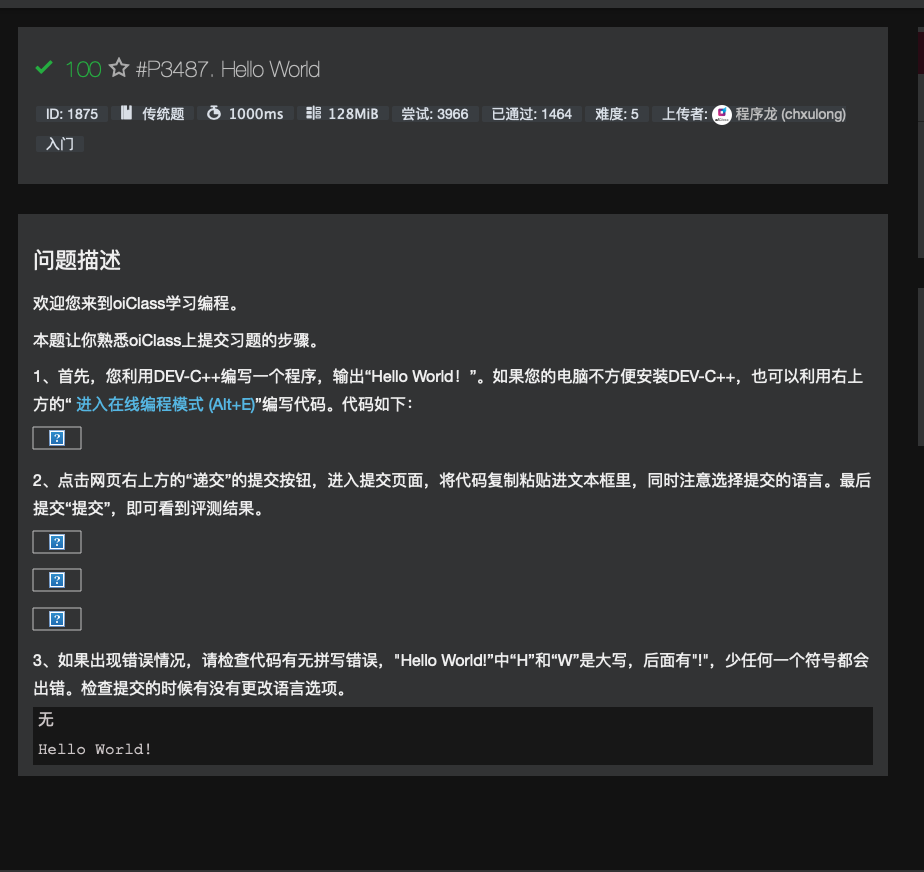 100 #P3487. Hello World
ID: 1875 传统题 1000ms 128MiB 尝试: 3966 已通过: 1464 难度: 5 上传者: 程序龙 (chxulong)
入门
问题描述
欢迎您来到oiClass学习编程。
本题让你熟悉oiClass上提交习题的步骤。
1、首先，您利用DEV-C++编写一个程序，输出“Hello World！”。如果您的电脑不方便安装DEV-C++，也可以利用右上
方的“ 进入在线编程模式 (Alt+E)”编写代码。代码如下：
2、点击网页右上方的“递交”的提交按钮，进入提交页面，将代码复制粘贴进文本框里，同时注意选择提交的语言。最后
提交“提交”，即可看到评测结果。
3、如果出现错误情况，请检查代码有无拼写错误，"Hello World!”中“H”和“W”是大写，后面有"!"，少任何一个符号都会
出错。检查提交的时候有没有更改语言选项。
无
Hello World!